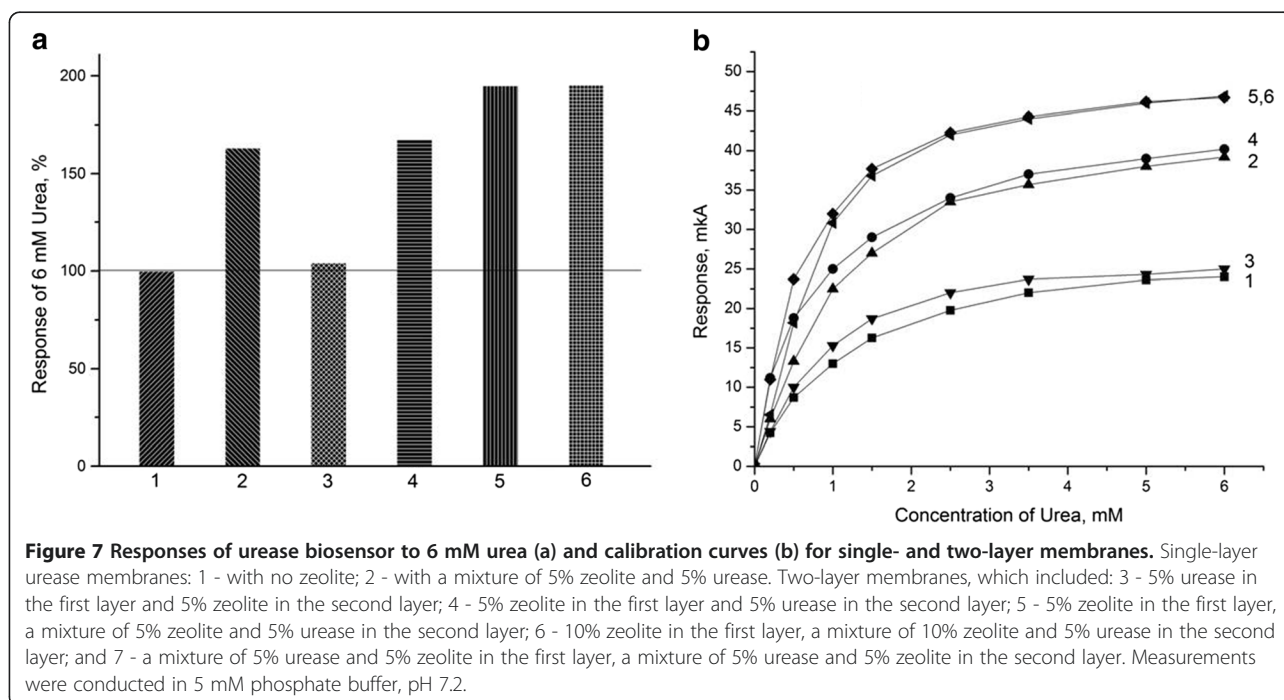 a
200
150
100
50
0
Response of 6 mM Urea, %
1 2 3 4 5 6
b
50
45
40
35
30
25
20
15
10
5
0
Response, mkA
5,6
4
2
3
1
0 1 2 3 4 5 6
Concentration of Urea, mM
Figure 7 Responses of urease biosensor to 6 mM urea (a) and calibration curves (b) for single- and two-layer membranes. Single-layer
urease membranes: 1 - with no zeolite; 2 - with a mixture of 5% zeolite and 5% urease. Two-layer membranes, which included: 3 - 5% urease in
the first layer and 5% zeolite in the second layer; 4 - 5% zeolite in the first layer and 5% urease in the second layer; 5 - 5% zeolite in the first layer,
a mixture of 5% zeolite and 5% urease in the second layer; 6 - 10% zeolite in the first layer, a mixture of 10% zeolite and 5% urease in the second
layer; and 7 - a mixture of 5% urease and 5% zeolite in the first layer, a mixture of 5% urease and 5% zeolite in the second layer. Measurements
were conducted in 5 mM phosphate buffer, pH 7.2.